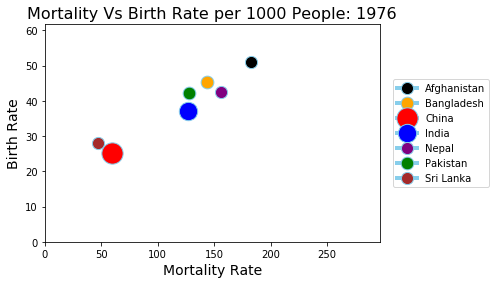 Mortality Vs Birth Rate per 1000 People: 1976
60
50
40
30
20
10
0
Birth Rate
0
50
100
150
200
250
Mortality Rate
Afghanistan
Bangladesh
China
India
Nepal
Pakistan
Sri Lanka